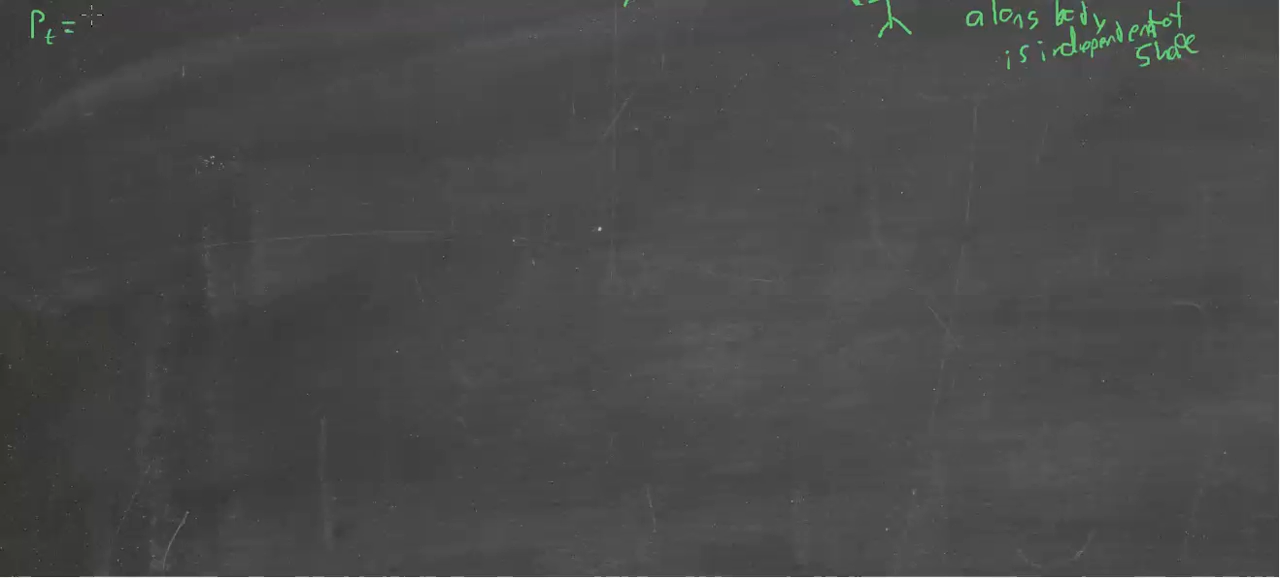 P_t =
along body
is independent of
shape